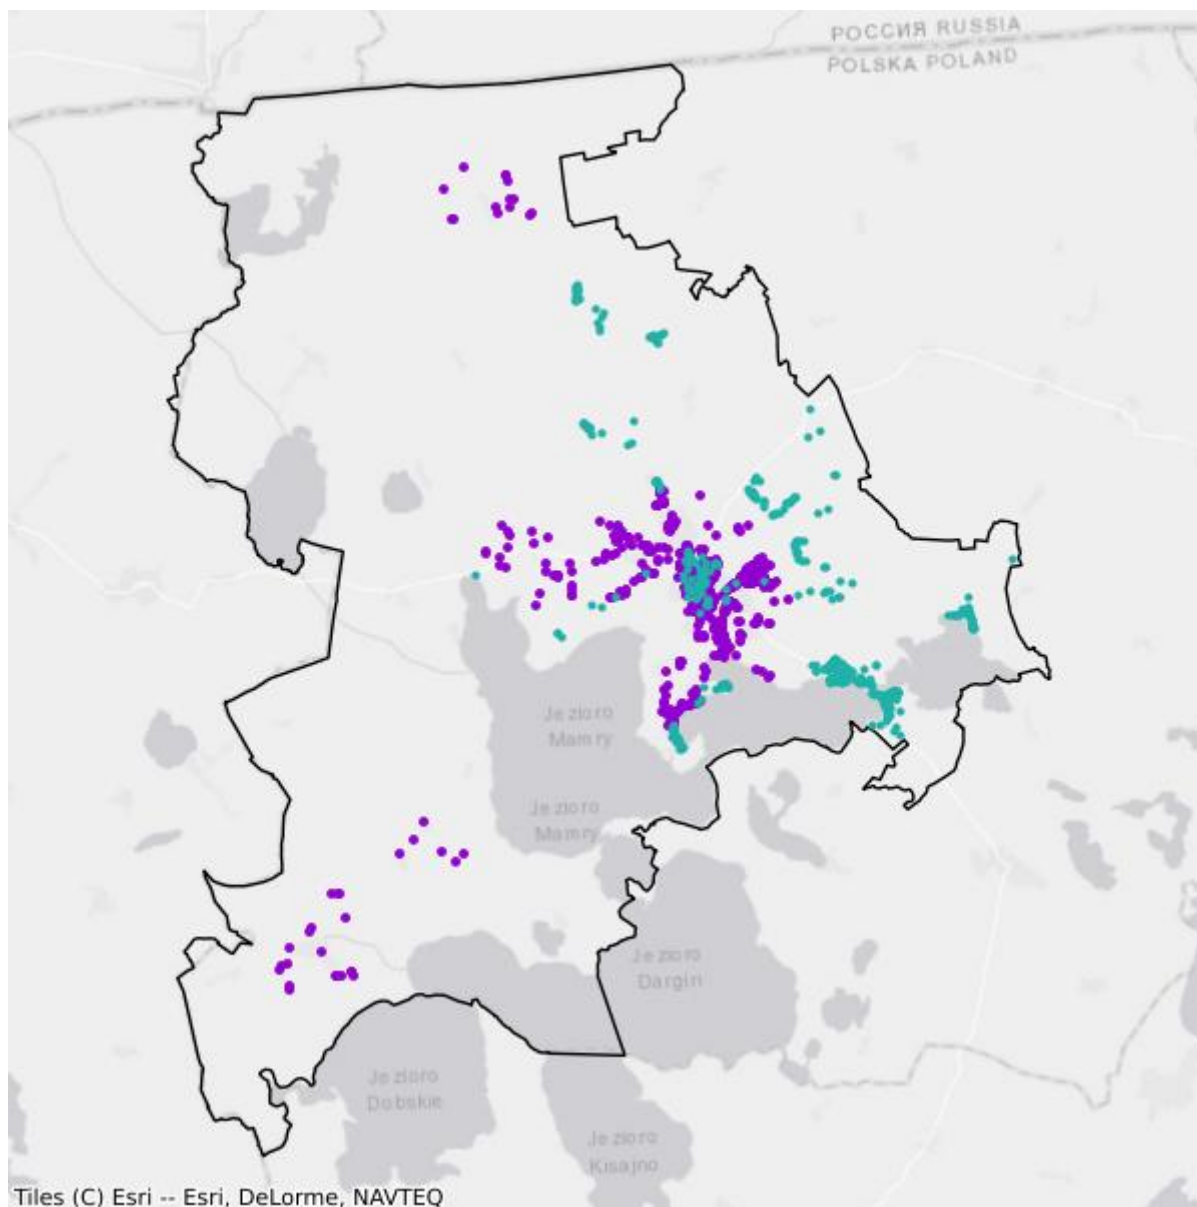 РОССИЯ RUSSIA
POLSKA POLAND
Jezioro
Mamry
Jezioro
Mamry
Jezioro
Dargin
Jezioro
Dobskie
Jezioro
Kisajno
Tiles (C) Esri -- Esri, DeLorme, NAVTEQ